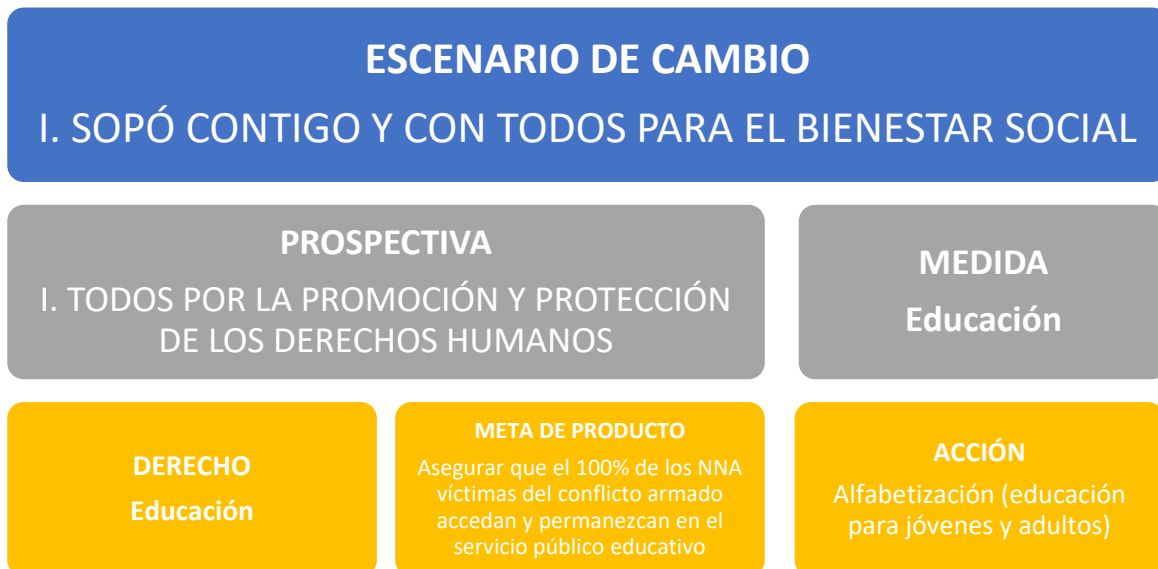 ESCENARIO DE CAMBIO
I. SOPÓ CONTIGO Y CON TODOS PARA EL BIENESTAR SOCIAL
PROSPECTIVA
I. TODOS POR LA PROMOCIÓN Y PROTECCIÓN
DE LOS DERECHOS HUMANOS
MEDIDA
Educación
DERECHO
Educación
META DE PRODUCTO
Asegurar que el 100% de los NNA
víctimas del conflicto armado
accedan y permanezcan en el
servicio público educativo
ACCIÓN
Alfabetización (educación
para jóvenes y adultos)